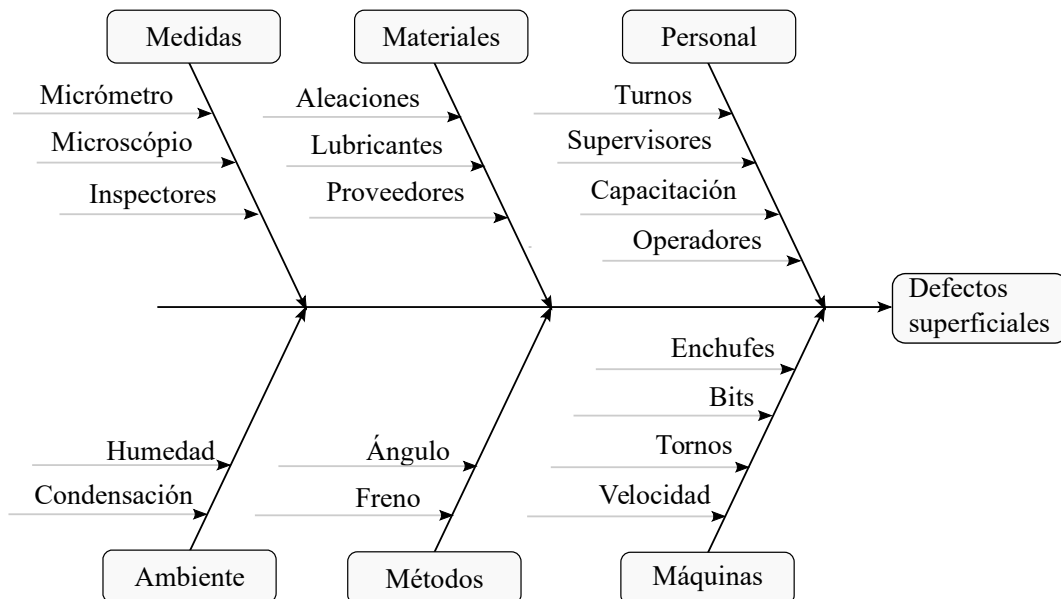 Medidas
Materiales
Personal
Micrómetro
Microscópio
Inspectores
Aleaciones
Lubricantes
Proveedores
Turnos
Supervisores
Capacitación
Operadores
Defectos
superficiales
Humedad
Condensación
Ángulo
Freno
Enchufes
Bits
Tornos
Velocidad
Ambiente
Métodos
Máquinas